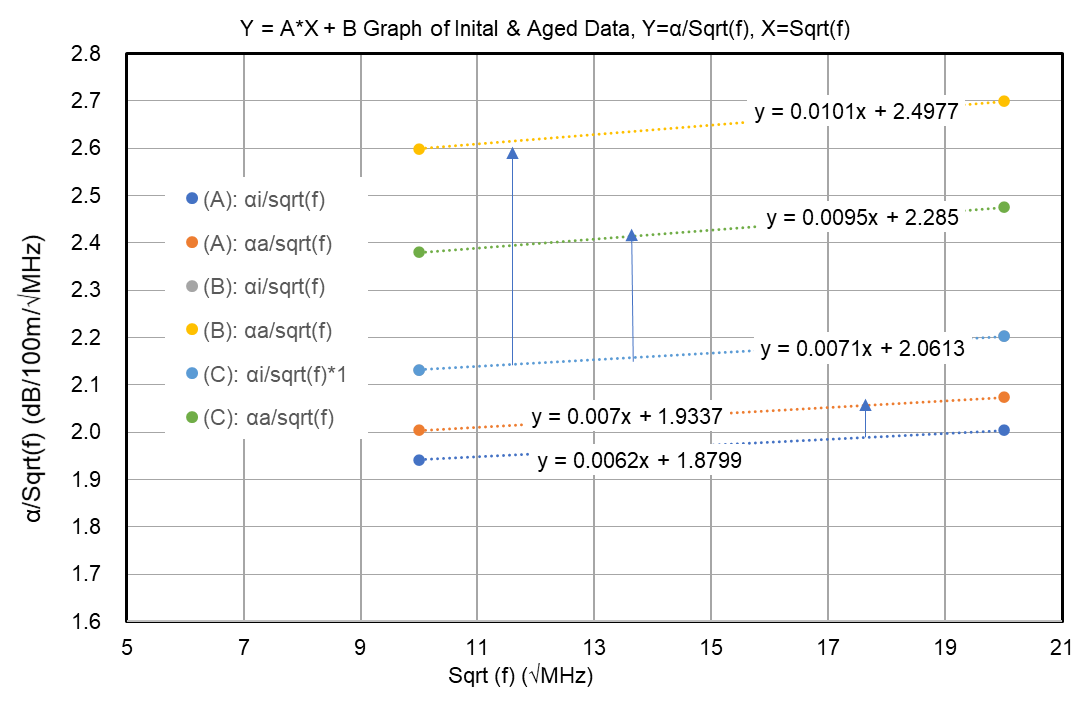 Y = A*X + B Graph of Inital & Aged Data, Y=α/Sqrt(f), X=Sqrt(f)
2.8
2.7
2.6
2.5
2.4
2.3
2.2
2.1
2.0
1.9
1.8
1.7
1.6
α/Sqrt(f) (dB/100m/√MHz)
y = 0.0101x + 2.4977
y = 0.0095x + 2.285
y = 0.0071x + 2.0613
y = 0.007x + 1.9337
y = 0.0062x + 1.8799
(A): αi/sqrt(f)
(A): αa/sqrt(f)
(B): αi/sqrt(f)
(B): αa/sqrt(f)
(C): αi/sqrt(f)*1
(C): αa/sqrt(f)
5 7 9 11 13 15 17 19 21
Sqrt (f) (√MHz)